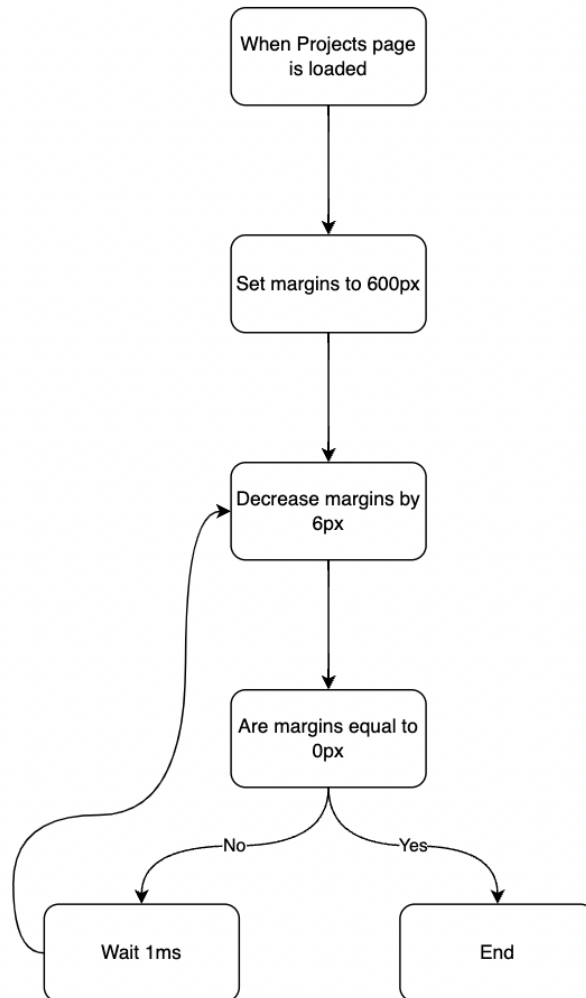 When Projects page
is loaded
Set margins to 600px
Decrease margins by
6px
Are margins equal to
0px
No
Yes
Wait 1ms
End